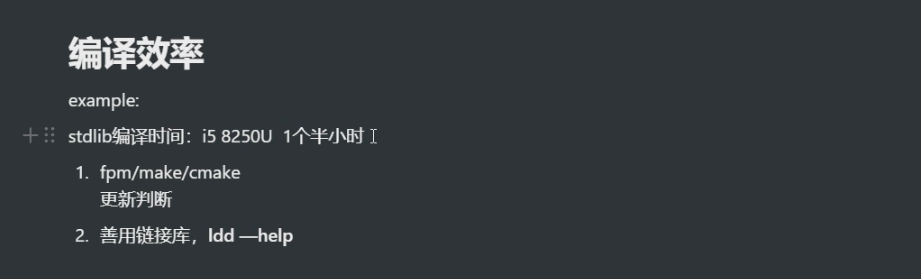 编译效率
example:
stdlib编译时间：i5 8250U  1个半小时
1. fpm/make/cmake
更新判断
2. 善用链接库，ldd —help